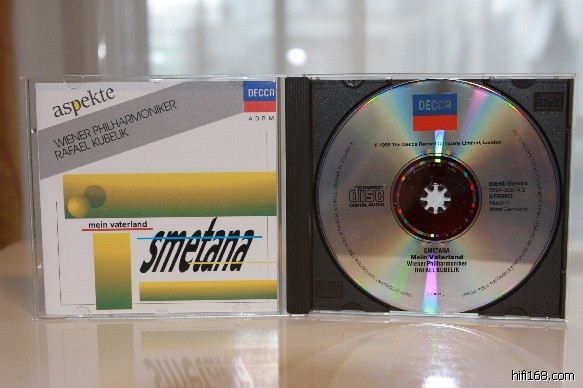 aspekte
WIENER PHILHARMONIKER
RAFAEL KUBELIK
DECCA
mein vaterland
smetana
DECCA
The Decca Record Company Limited, London
COMPACT
disc
DIGITAL AUDIO
STEREO
Made in
West Germany
SMETANA
Mein Vaterland
Wiener Philharmoniker
RAFAEL KUBELIK
hifi168.com